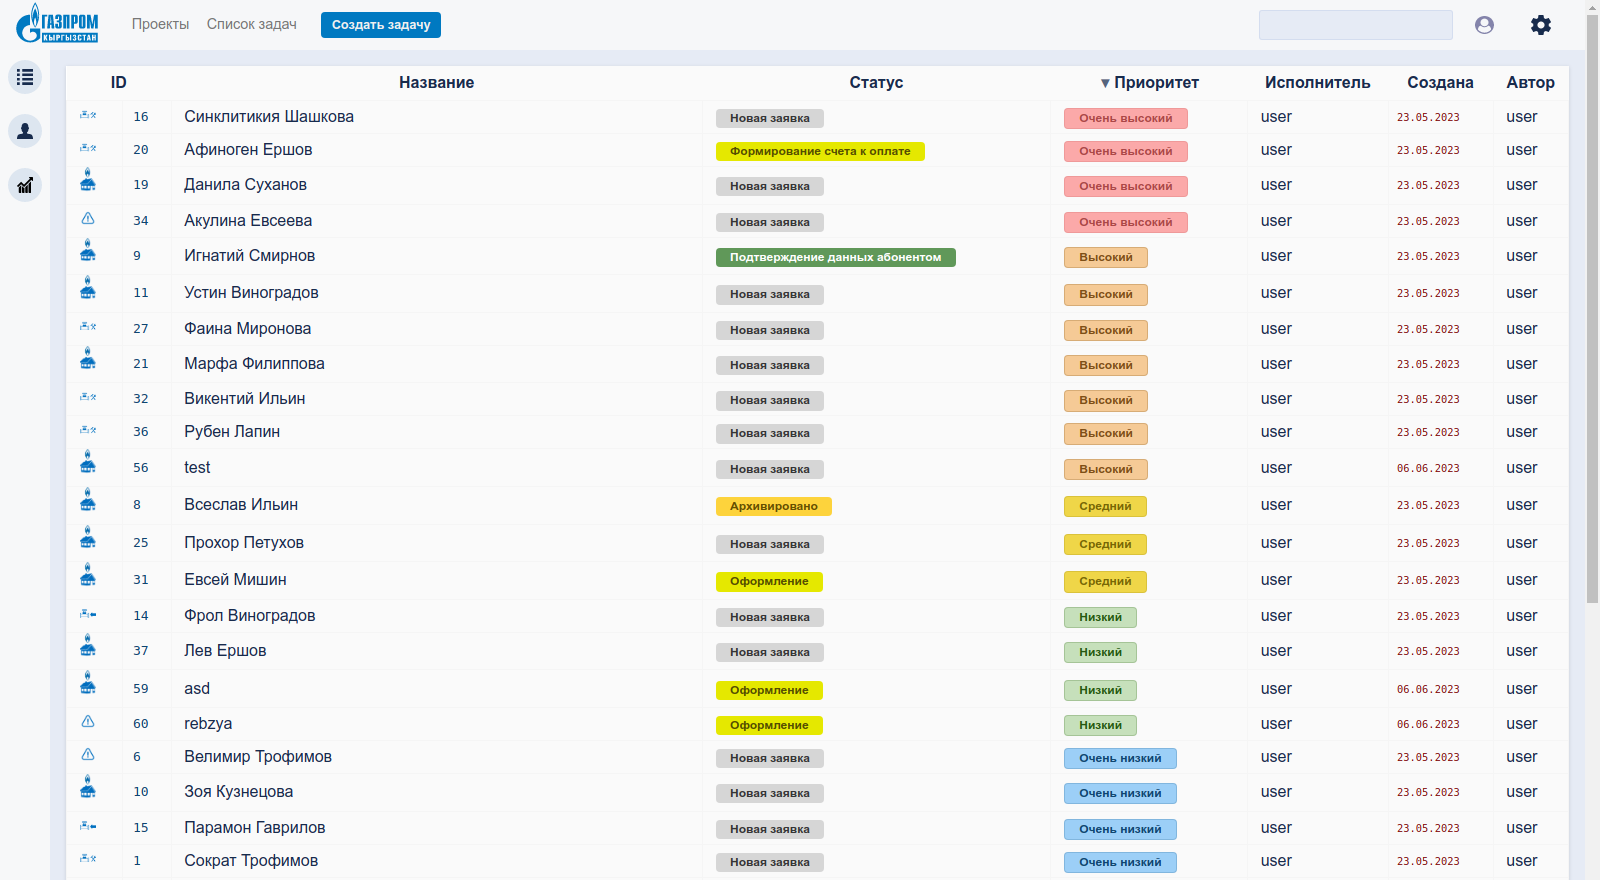 ГАЗПРОМ
КЫРГЫЗСТАН
Проекты Список задач Создать задачу
ID Название Статус ▼ Приоритет Исполнитель Создана Автор
16 Синклитикия Шашкова Новая заявка Очень высокий user 23.05.2023 user
20 Афиноген Ершов Формирование счета к оплате Очень высокий user 23.05.2023 user
19 Данила Суханов Новая заявка Очень высокий user 23.05.2023 user
34 Акулина Евсеева Новая заявка Очень высокий user 23.05.2023 user
9 Игнатий Смирнов Подтверждение данных абонентом Высокий user 23.05.2023 user
11 Устин Виноградов Новая заявка Высокий user 23.05.2023 user
27 Фаина Миронова Новая заявка Высокий user 23.05.2023 user
21 Марфа Филиппова Новая заявка Высокий user 23.05.2023 user
32 Викентий Ильин Новая заявка Высокий user 23.05.2023 user
36 Рубен Лапин Новая заявка Высокий user 23.05.2023 user
56 test Новая заявка Высокий user 06.06.2023 user
8 Всеслав Ильин Архивировано Средний user 23.05.2023 user
25 Прохор Петухов Новая заявка Средний user 23.05.2023 user
31 Евсей Мишин Оформление Средний user 23.05.2023 user
14 Фрол Виноградов Новая заявка Низкий user 23.05.2023 user
37 Лев Ершов Новая заявка Низкий user 23.05.2023 user
59 asd Оформление Низкий user 06.06.2023 user
60 rebzya Оформление Низкий user 06.06.2023 user
6 Велимир Трофимов Новая заявка Очень низкий user 23.05.2023 user
10 Зоя Кузнецова Новая заявка Очень низкий user 23.05.2023 user
15 Парамон Гаврилов Новая заявка Очень низкий user 23.05.2023 user
1 Сократ Трофимов Новая заявка Очень низкий user 23.05.2023 user